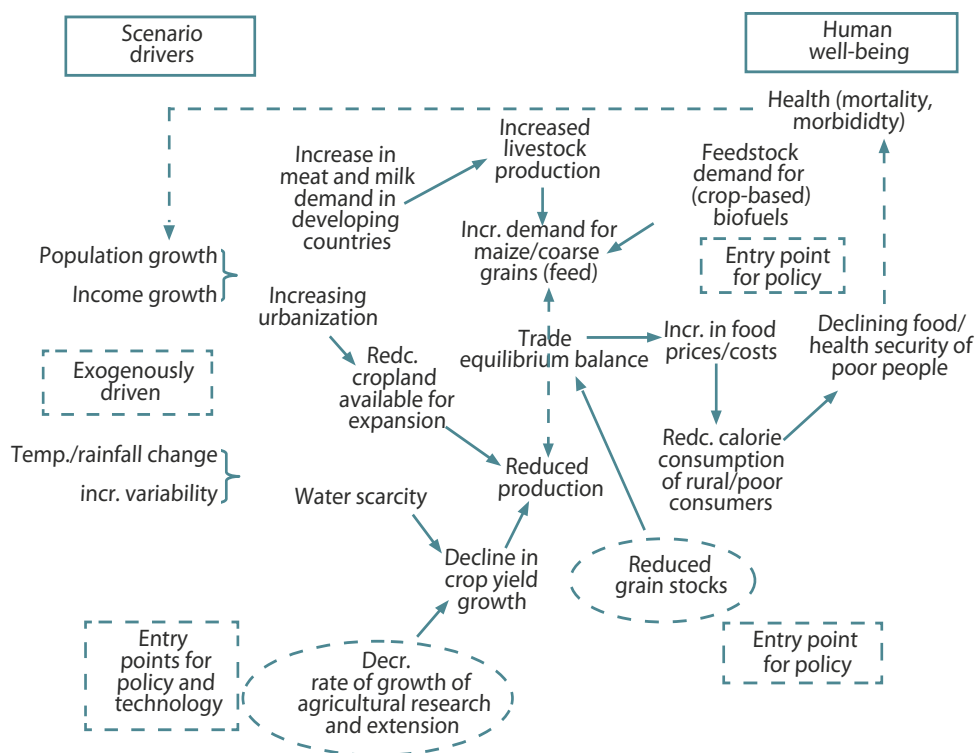 Scenario
drivers
Human
well-being
Health (mortality,
morbididty)
Increased
livestock
production
Increase in
meat and milk
demand in
developing
countries
Feedstock
demand for
(crop-based)
biofuels
Incr. demand for
maize/coarse
grains (feed)
Population growth
Income growth
Entry point
for policy
Increasing
urbanization
Trade
equilibrium balance
Incr. in food
prices/costs
Declining food/
health security of
poor people
Exogenously
driven
Redc.
cropland
available for
expansion
Temp./rainfall change
incr. variability
Redc. calorie
consumption
of rural/poor
consumers
Reduced
production
Water scarcity
Decline in
crop yield
growth
Reduced
grain stocks
Entry
points for
policy and
technology
Decr.
rate of growth of
agricultural research
and extension
Entry point
for policy